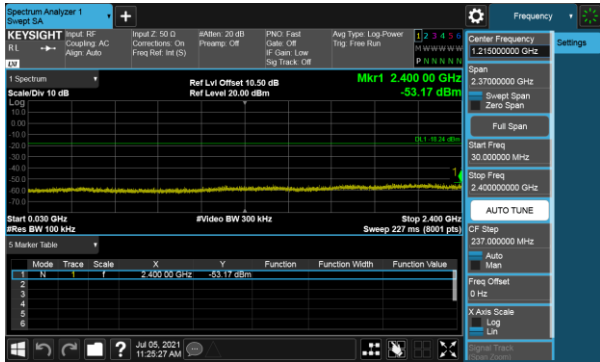 Spectrum Analyzer 1
Swept SA
+
Frequency
KEYSIGHT
RL
Input: RF
Coupling: AC
Align: Auto
Input Z: 50 Ω
Corrections: On
Freq Ref: Int (S)
#Atten: 20 dB
Preamp: Off
PNO: Fast
Gate: Off
IF Gain: Low
Sig Track: Off
Avg Type: Log-Power
Trig: Free Run
1 2 3 4 5 6
M W W W W W
P N N N N N
Center Frequency
1.215000000 GHz
Settings
Span
2.37000000 GHz
Swept Span
Zero Span
Full Span
Start Freq
30.000000 MHz
Stop Freq
2.400000000 GHz
AUTO TUNE
CF Step
237.000000 MHz
Auto
Man
Freq Offset
0 Hz
X Axis Scale
Log
Lin
Signal Track
(Span Zoom)
1 Spectrum
Scale/Div 10 dB
Log
Ref Lvl Offset 10.50 dB
Ref Level 20.00 dBm
Mkr1 2.400 00 GHz
-53.17 dBm
10.0
0.00
-10.0
-20.0
-30.0
-40.0
-50.0
-60.0
-70.0
DL1 -18.24 dBm
1
Start 0.030 GHz
#Res BW 100 kHz
#Video BW 300 kHz
Stop 2.400 GHz
Sweep 227 ms (8001 pts)
5 Marker Table
Mode Trace Scale X Y Function Function Width Function Value
1 N 1 f 2.400 00 GHz -53.17 dBm
2
3
4
5
6
?
Jul 05, 2021
11:25:27 AM